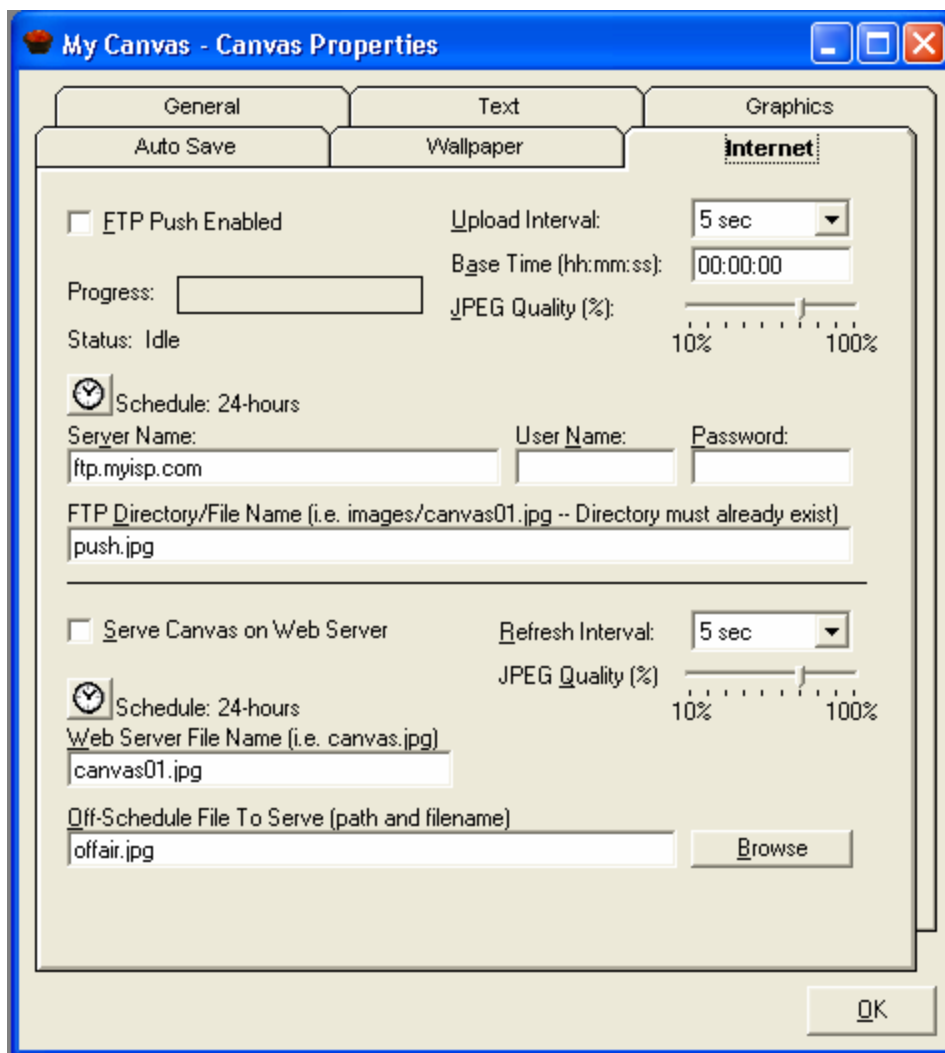 My Canvas - Canvas Properties
General Text Graphics
Auto Save Wallpaper Internet
FTP Push Enabled
Upload Interval: 5 sec
Base Time (hh:mm:ss): 00:00:00
Progress:
JPEG Quality (%):
10% 100%
Status: Idle
Schedule: 24-hours
Server Name: User Name: Password:
ftp.myisp.com
FTP Directory/File Name (i.e. images/canvas01.jpg -- Directory must already exist)
push.jpg
Serve Canvas on Web Server
Refresh Interval: 5 sec
JPEG Quality (%)
10% 100%
Schedule: 24-hours
Web Server File Name (i.e. canvas.jpg)
canvas01.jpg
Off-Schedule File To Serve (path and filename)
offair.jpg Browse
OK